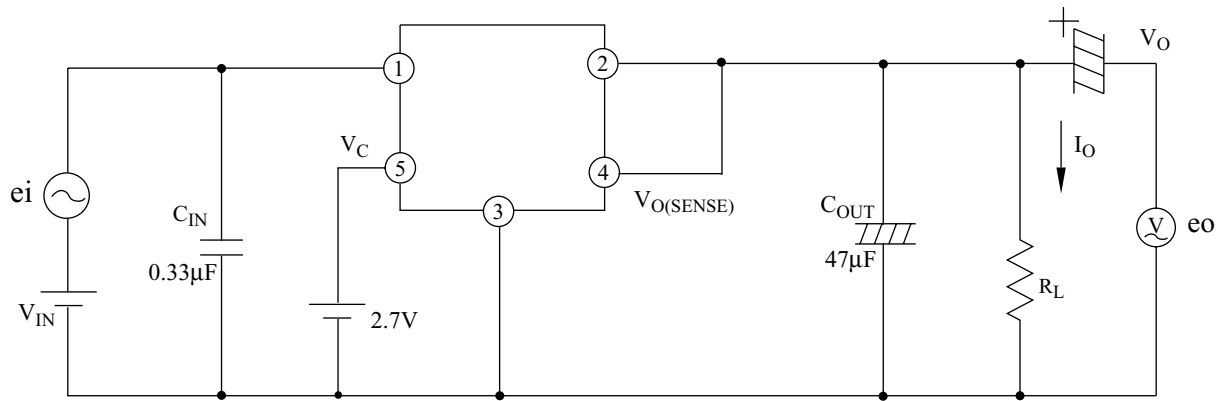 +
V_O
1
2
V_C
5
4
I_O
ei
V_O(SENSE)
C_IN
3
C_OUT
V
eo
0.33μF
47μF
R_L
V_IN
2.7V